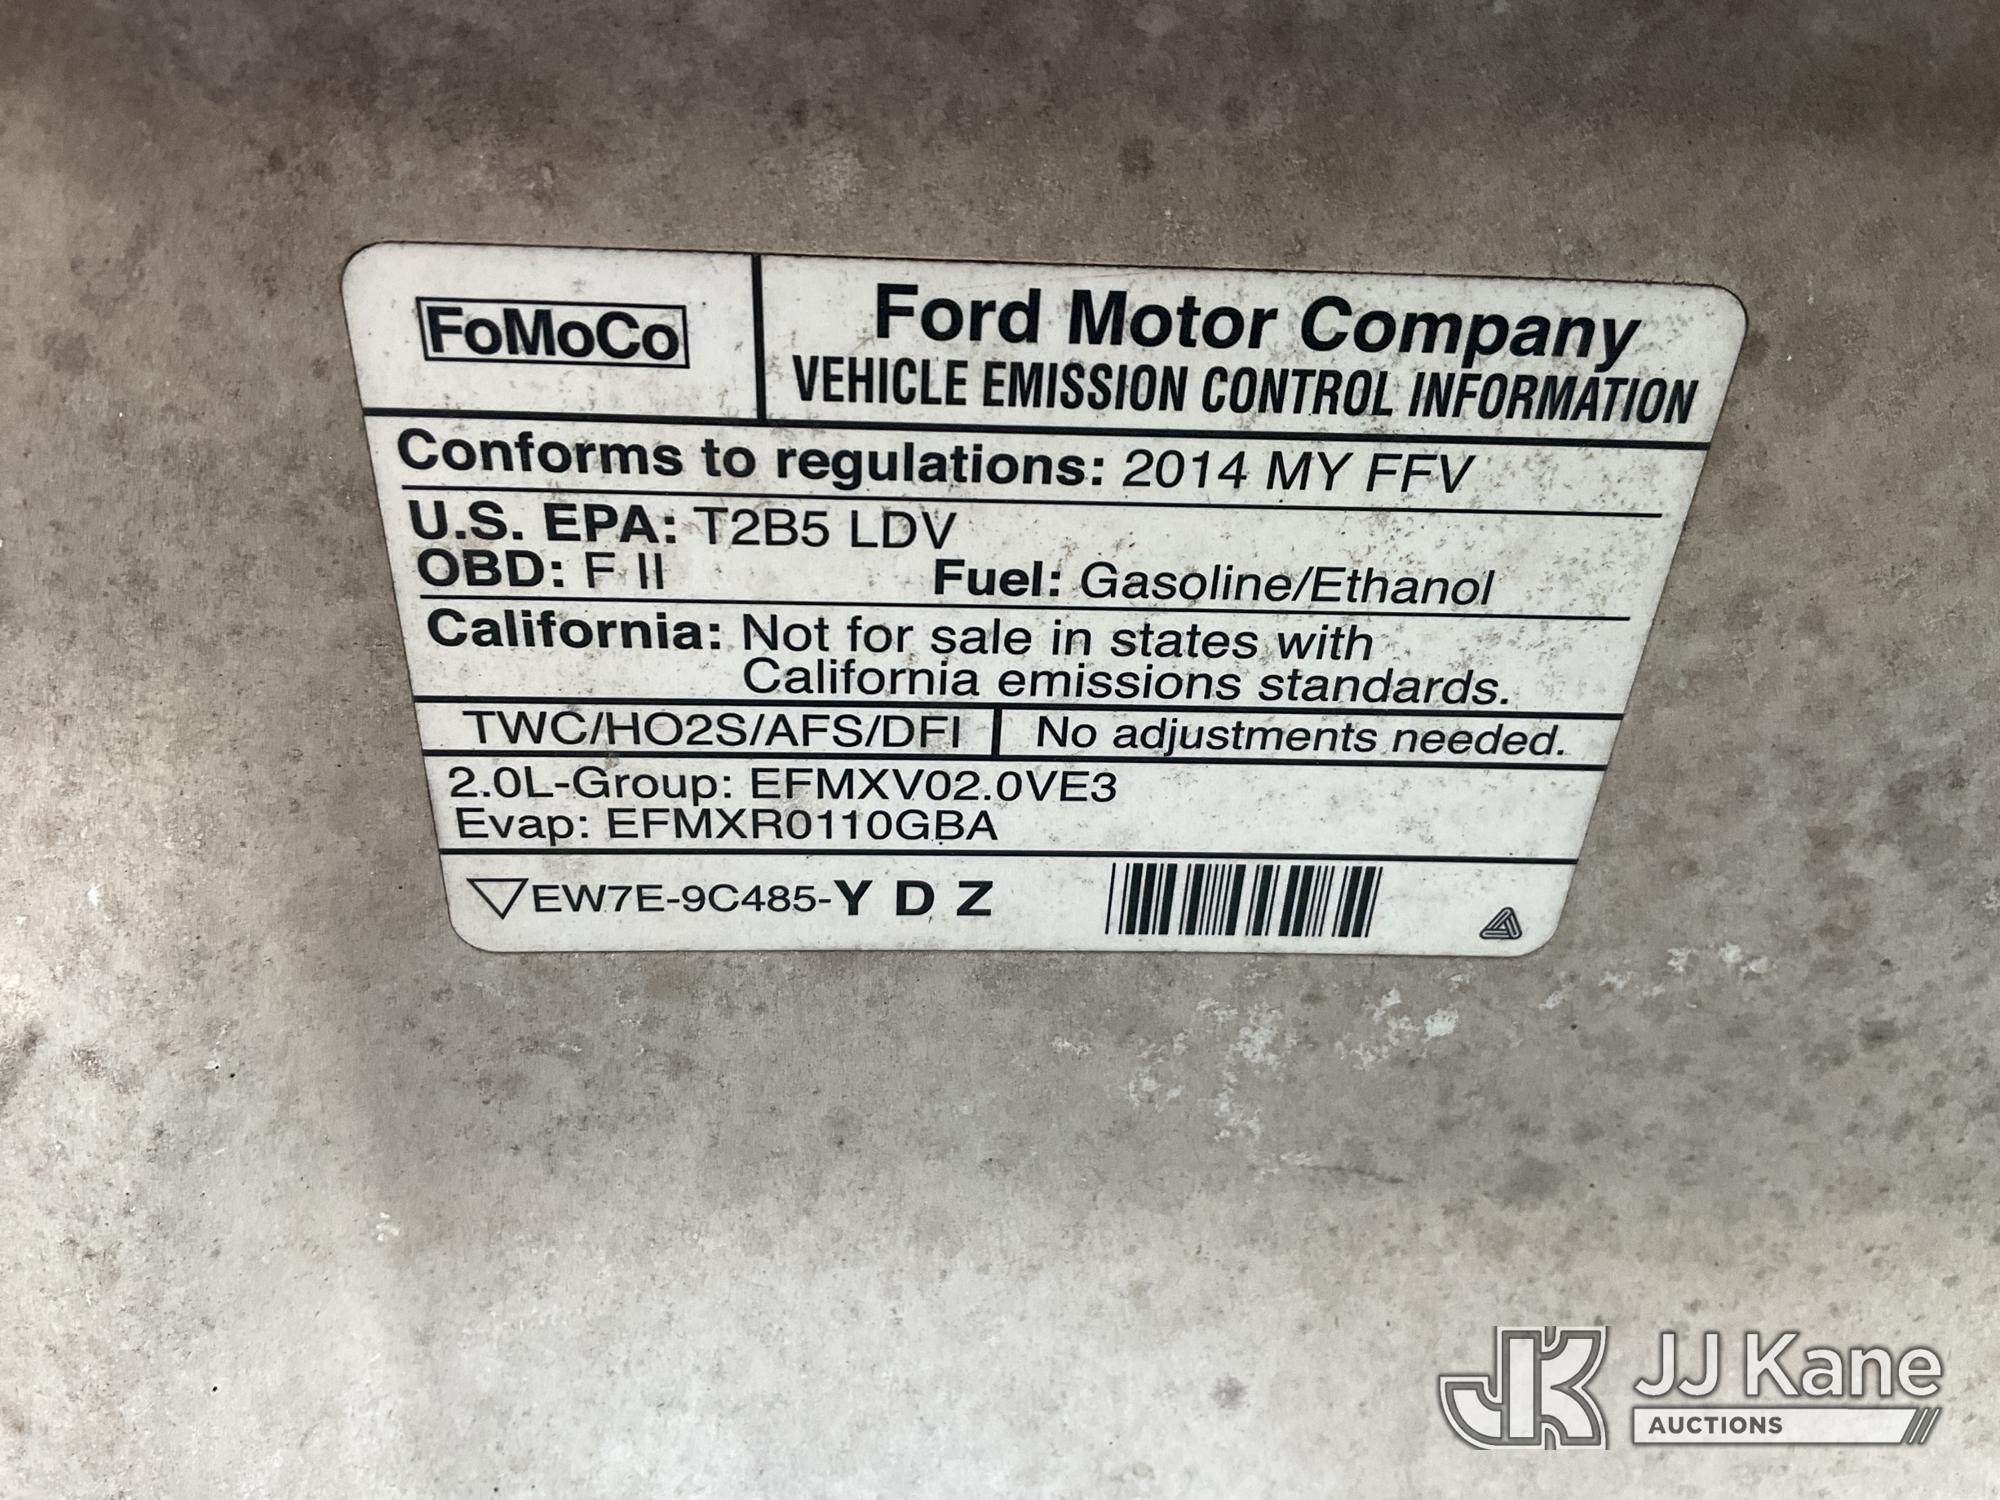 FoMoCo
Ford Motor Company
VEHICLE EMISSION CONTROL INFORMATION
Conforms to regulations: 2014 MY FFV
U.S. EPA: T2B5 LDV
OBD: F II Fuel: Gasoline/Ethanol
California: Not for sale in states with
California emissions standards.
TWC/HO2S/AFS/DFI No adjustments needed.
2.0L-Group: EFMXV02.0VE3
Evap: EFMXR0110GBA
EW7E-9C485-Y D Z
JK JJ Kane
AUCTIONS